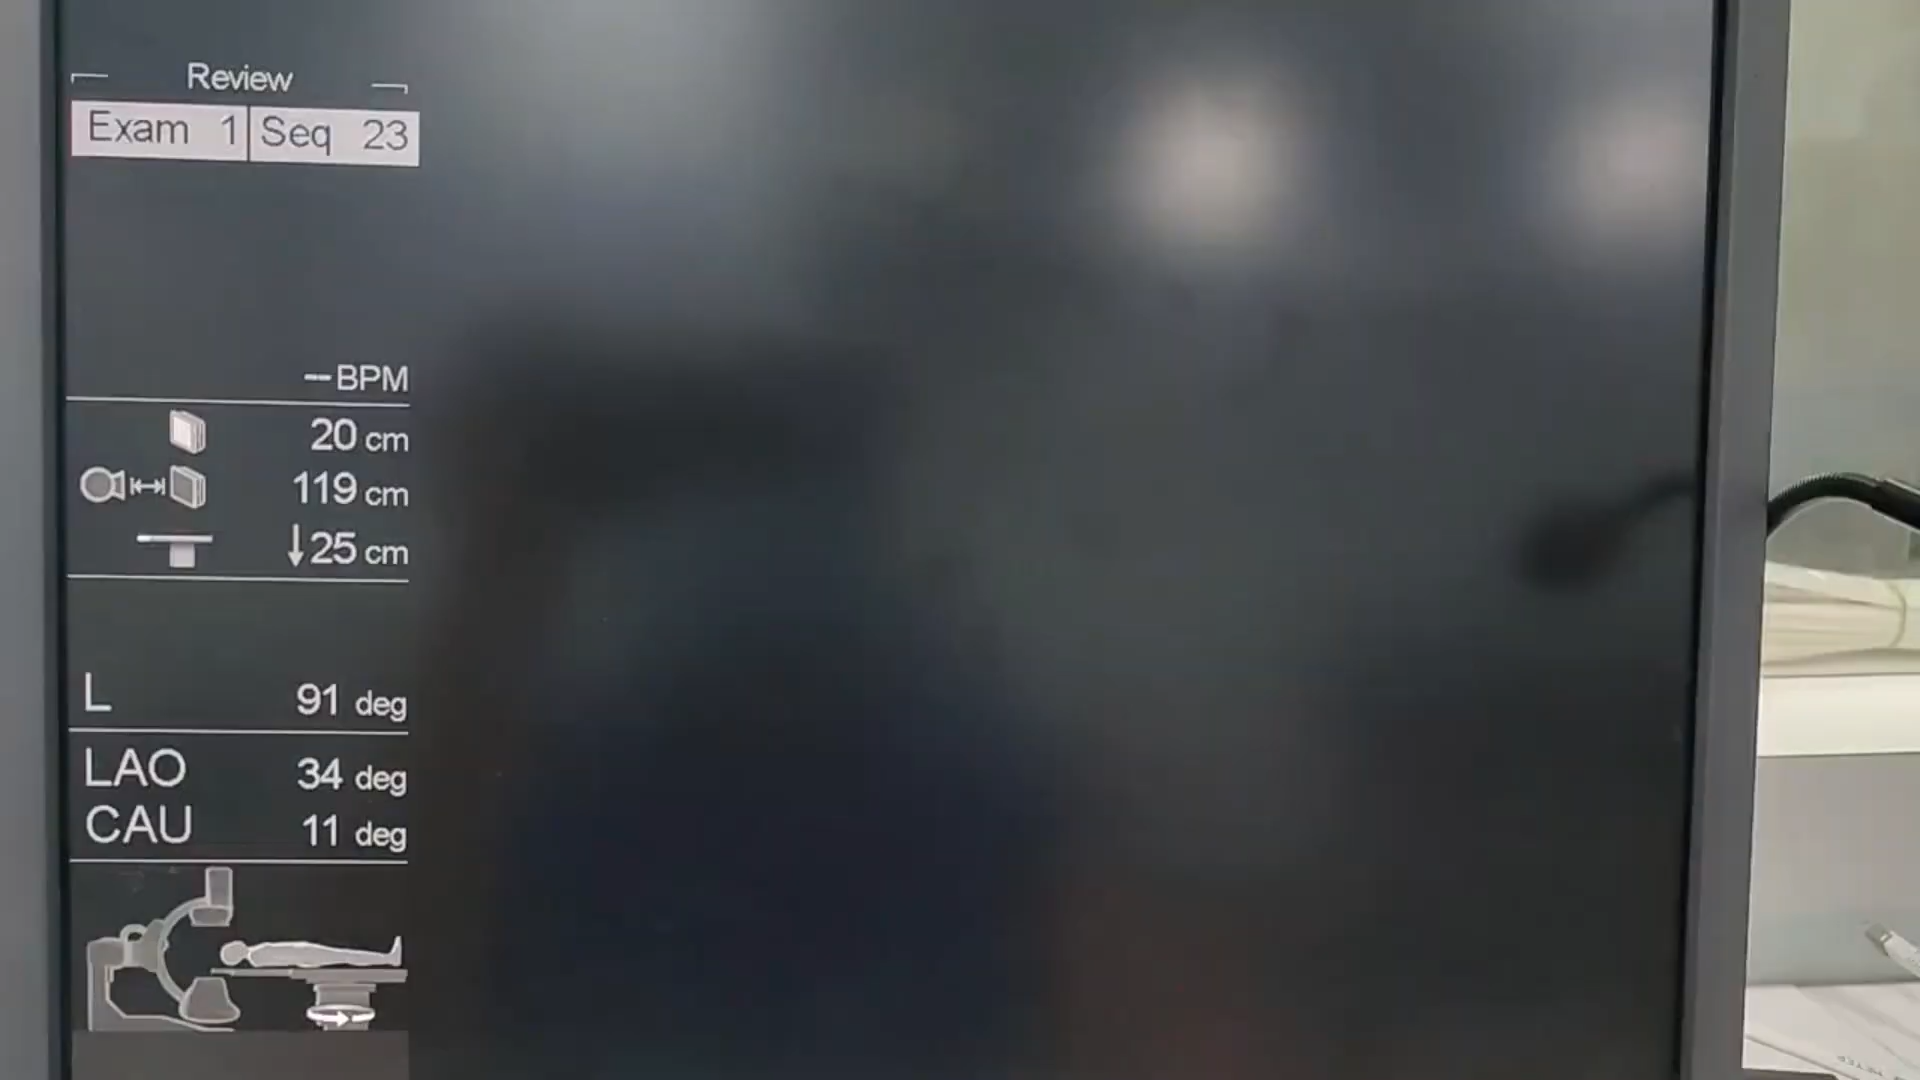 Review
Exam 1 Seq 23
--BPM
20 cm
119 cm
↓25 cm
L 91 deg
LAO 34 deg
CAU 11 deg